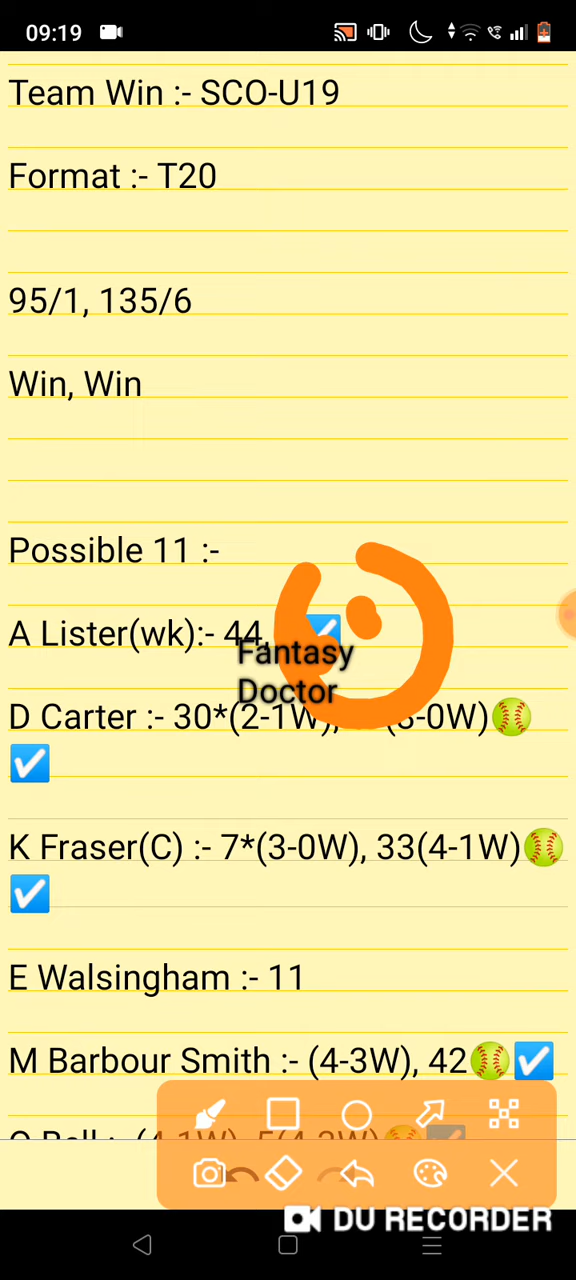 09:19
Team Win :- SCO-U19
Format :- T20
95/1, 135/6
Win, Win
Possible 11 :-
A Lister(wk):- 44,
Fantasy
Doctor
D Carter :- 30*(2-1W), (3-0W)
K Fraser(C) :- 7*(3-0W), 33(4-1W)
E Walsingham :- 11
M Barbour Smith :- (4-3W), 42
DU RECORDER